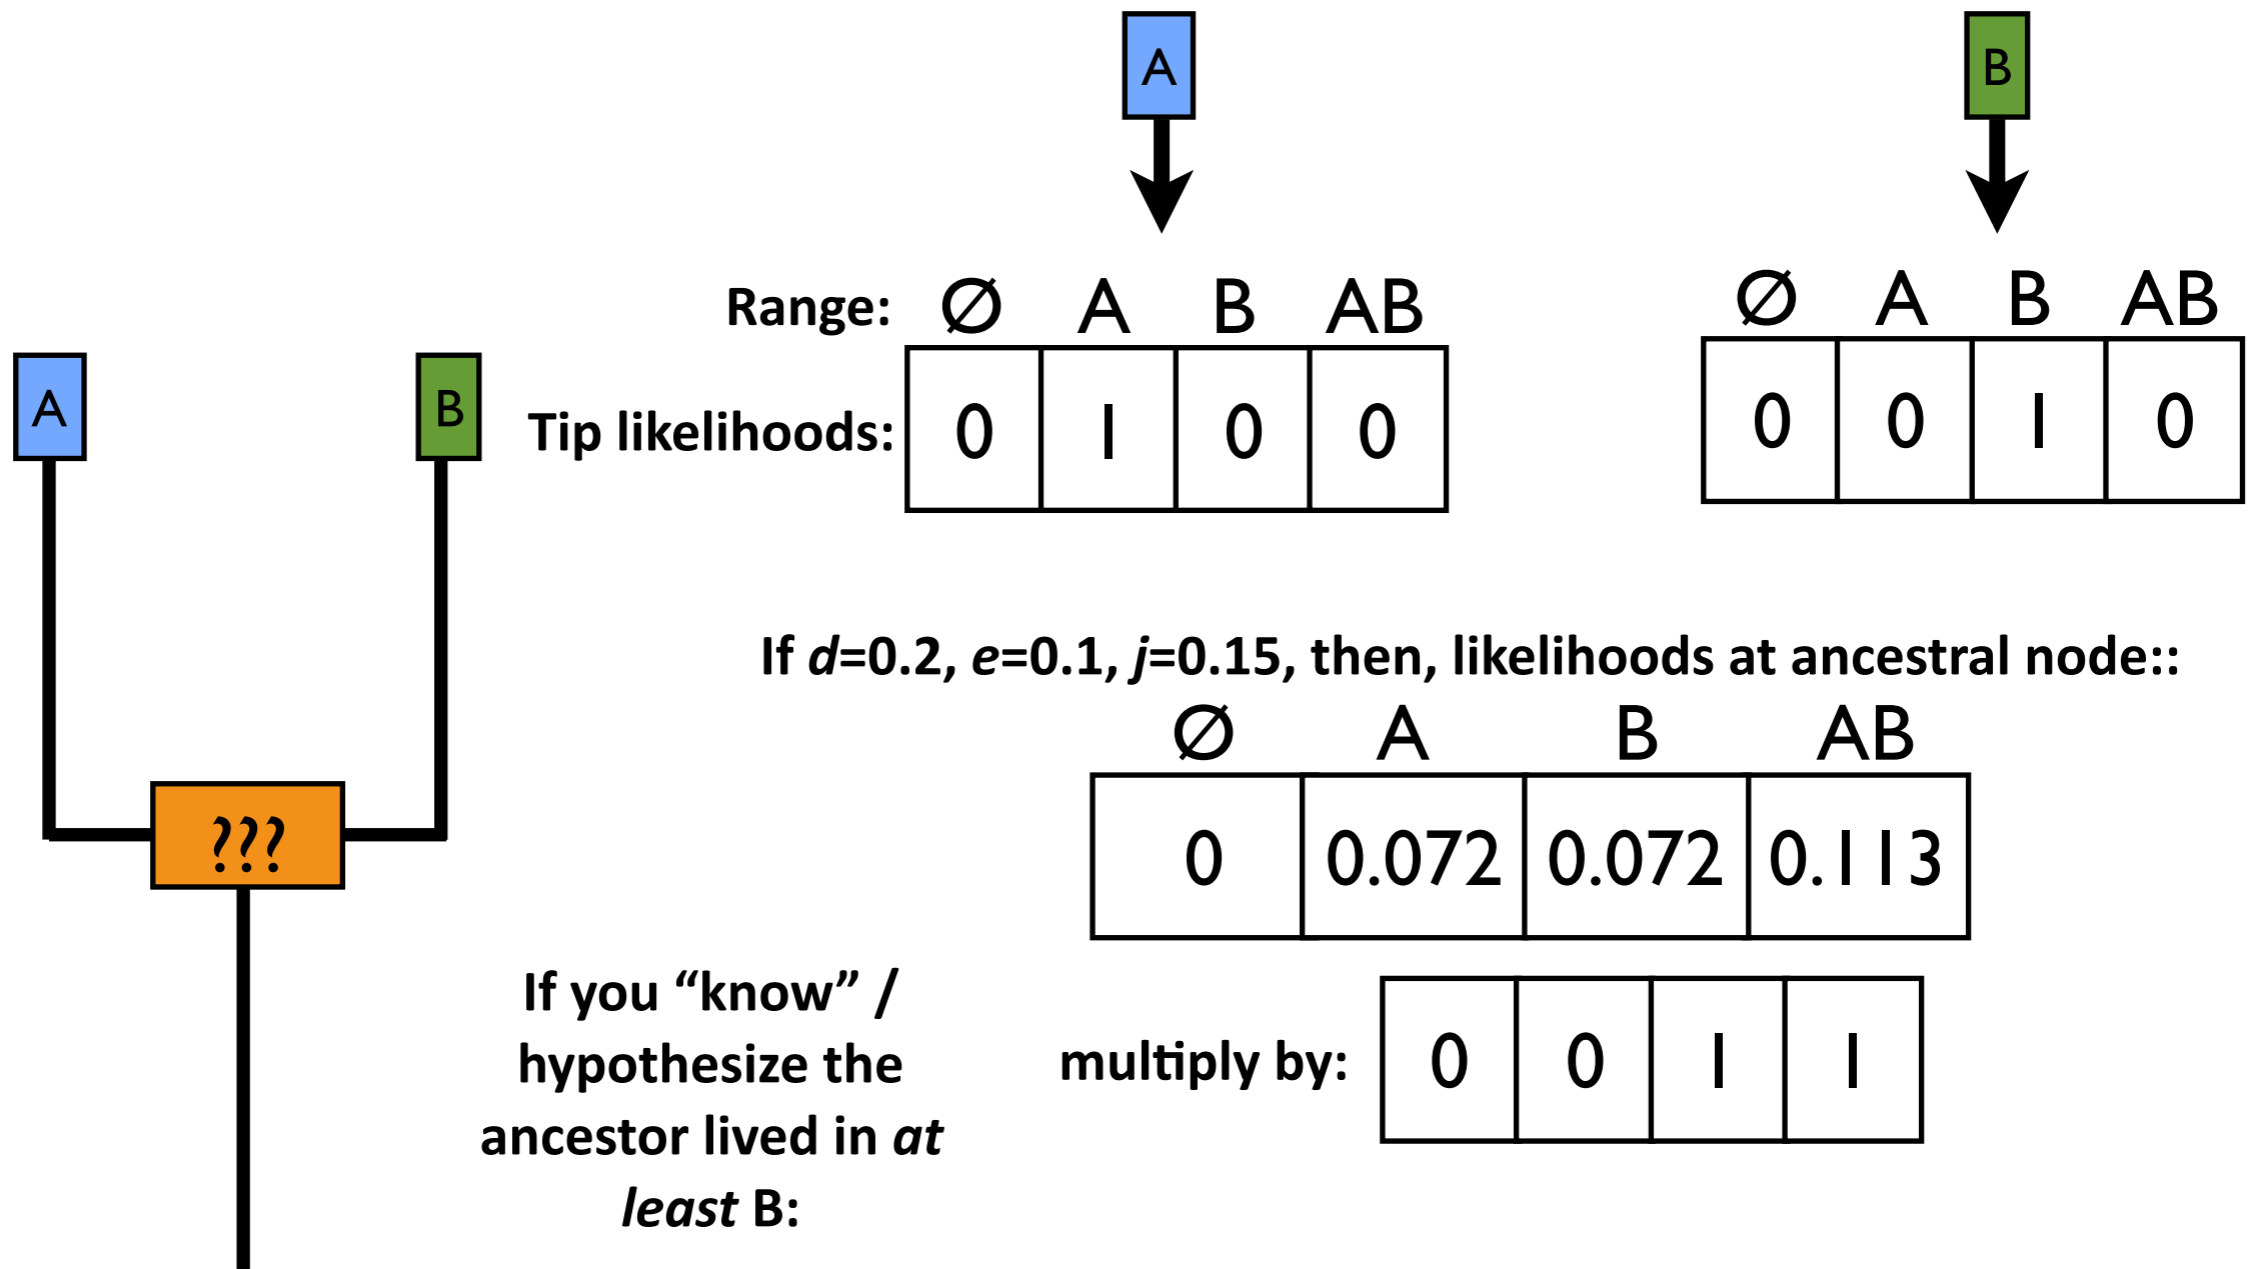 A B
Range: Ø A B AB Ø A B AB
A B Tip likelihoods: 0 1 0 0 0 0 1 0
If d=0.2, e=0.1, j=0.15, then, likelihoods at ancestral node::
Ø A B AB
??? 0 0.072 0.072 0.113
If you “know” /
hypothesize the
ancestor lived in at
least B:
multiply by: 0 0 1 1